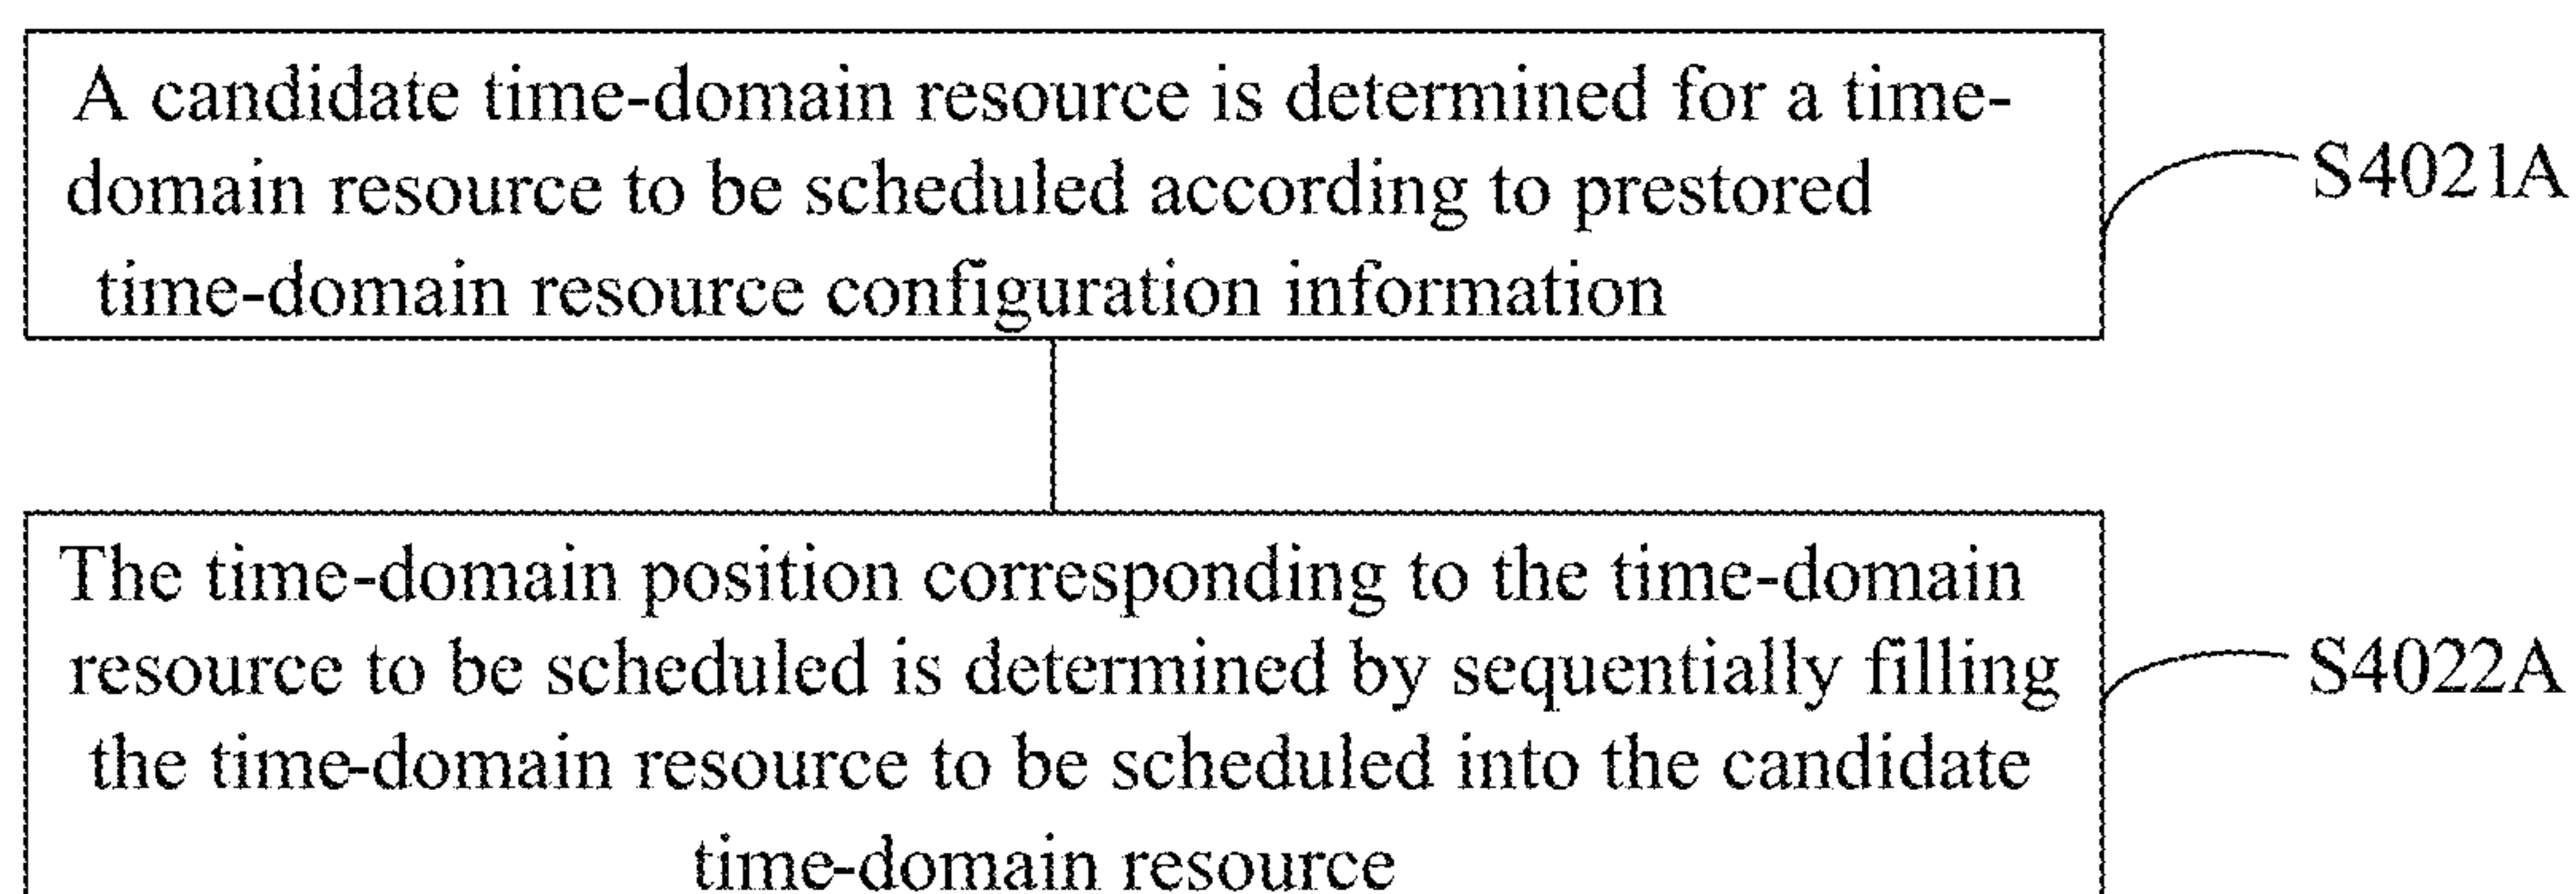 A candidate time-domain resource is determined for a time-
domain resource to be scheduled according to prestored
time-domain resource configuration information
S4021A
The time-domain position corresponding to the time-domain
resource to be scheduled is determined by sequentially filling
the time-domain resource to be scheduled into the candidate
time-domain resource
S4022A